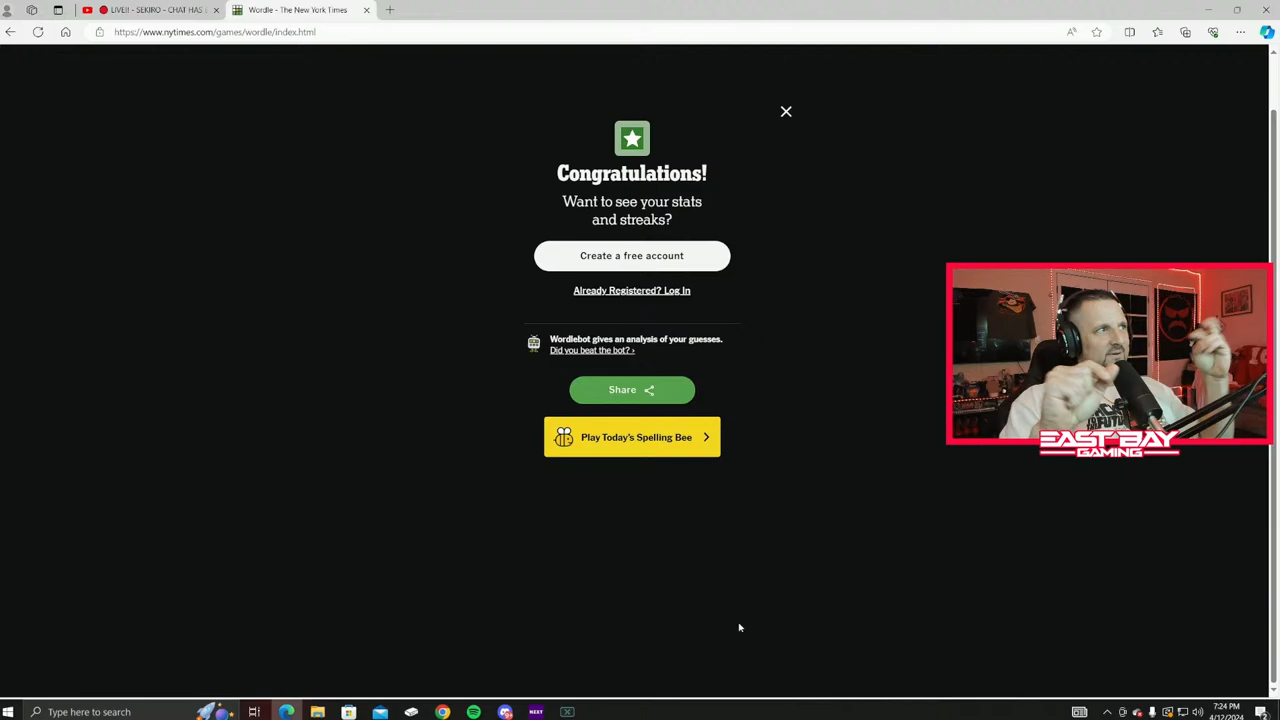 LIVE!! - SEKIRO - CHAT HAS
Wordle - The New York Times
https://www.nytimes.com/games/wordle/index.html
Congratulations!
Want to see your stats
and streaks?
Create a free account
Already Registered? Log In
Wordlebot gives an analysis of your guesses.
Did you beat the bot? ›
Share
Play Today's Spelling Bee
EAST BAY
GAMING
Type here to search
NZXT
7:24 PM
4/12/2024